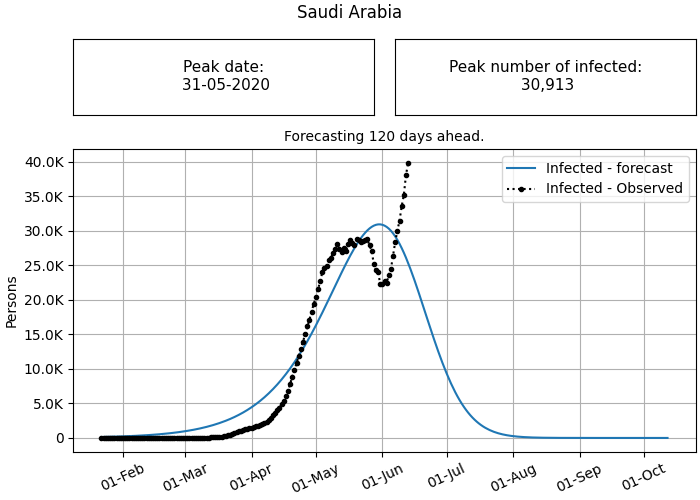 Saudi Arabia
Peak date:
31-05-2020
Peak number of infected:
30,913
Forecasting 120 days ahead.
Infected - forecast
Infected - Observed
Persons
40.0K
35.0K
30.0K
25.0K
20.0K
15.0K
10.0K
5.0K
0
01-Feb
01-Mar
01-Apr
01-May
01-Jun
01-Jul
01-Aug
01-Sep
01-Oct